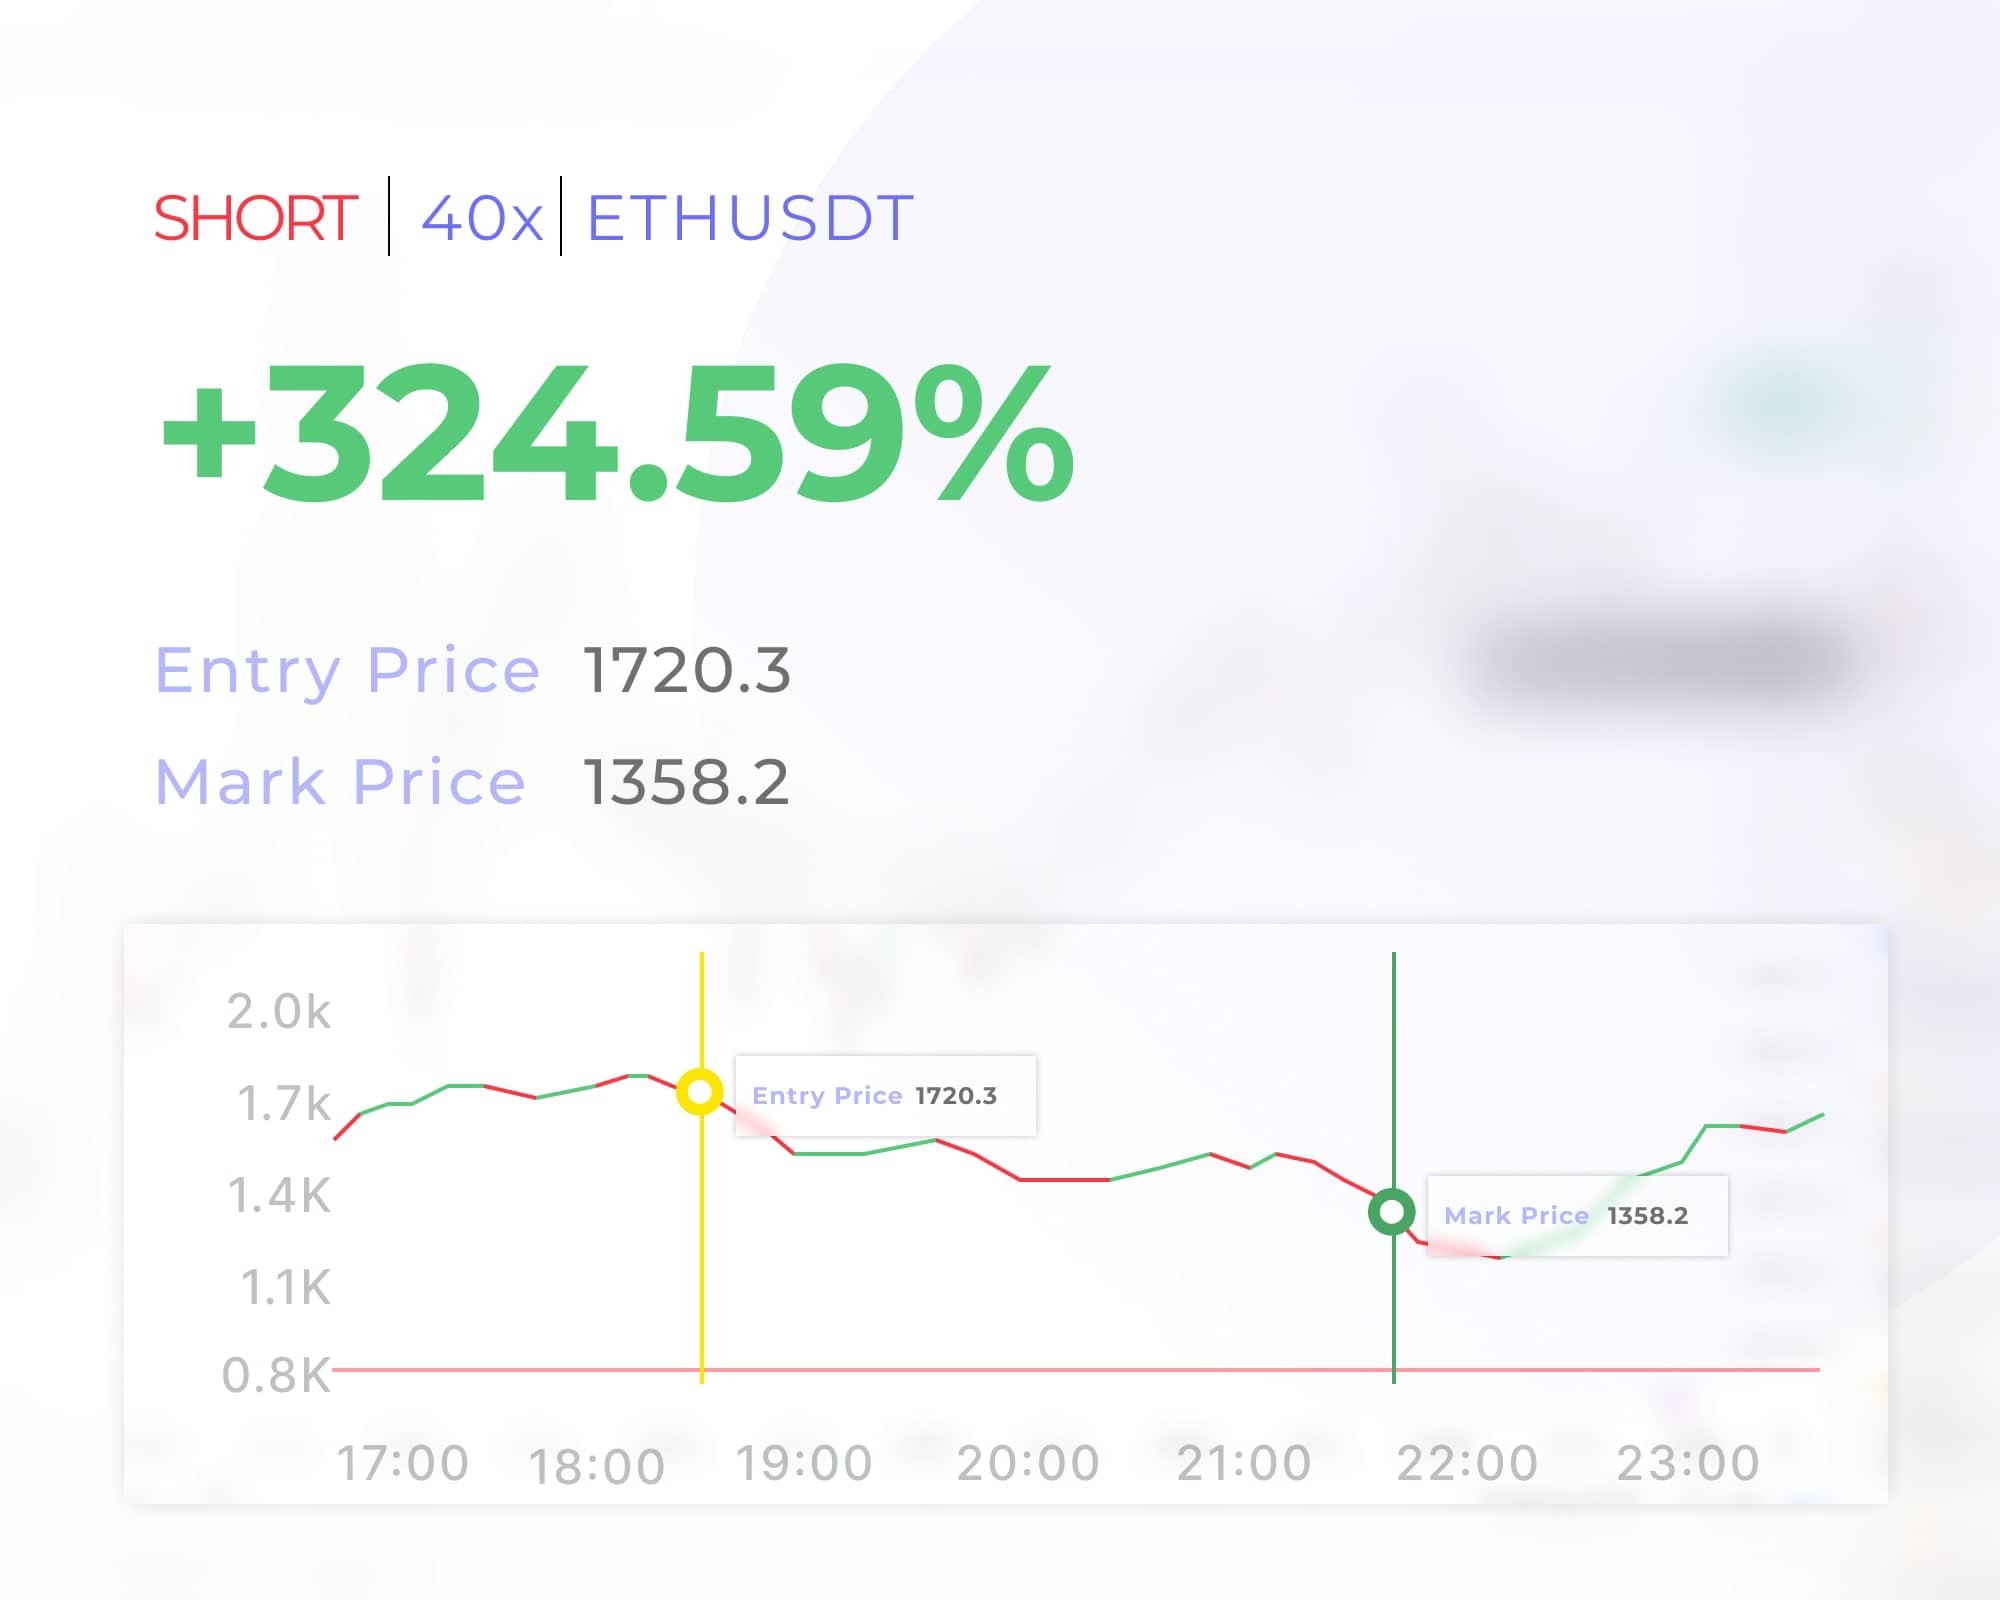 SHORT | 40x | ETHUSDT
+324.59%
Entry Price 1720.3
Mark Price 1358.2
2.0k
1.7k
Entry Price 1720.3
1.4K
Mark Price 1358.2
1.1K
0.8K
17:00 18:00 19:00 20:00 21:00 22:00 23:00